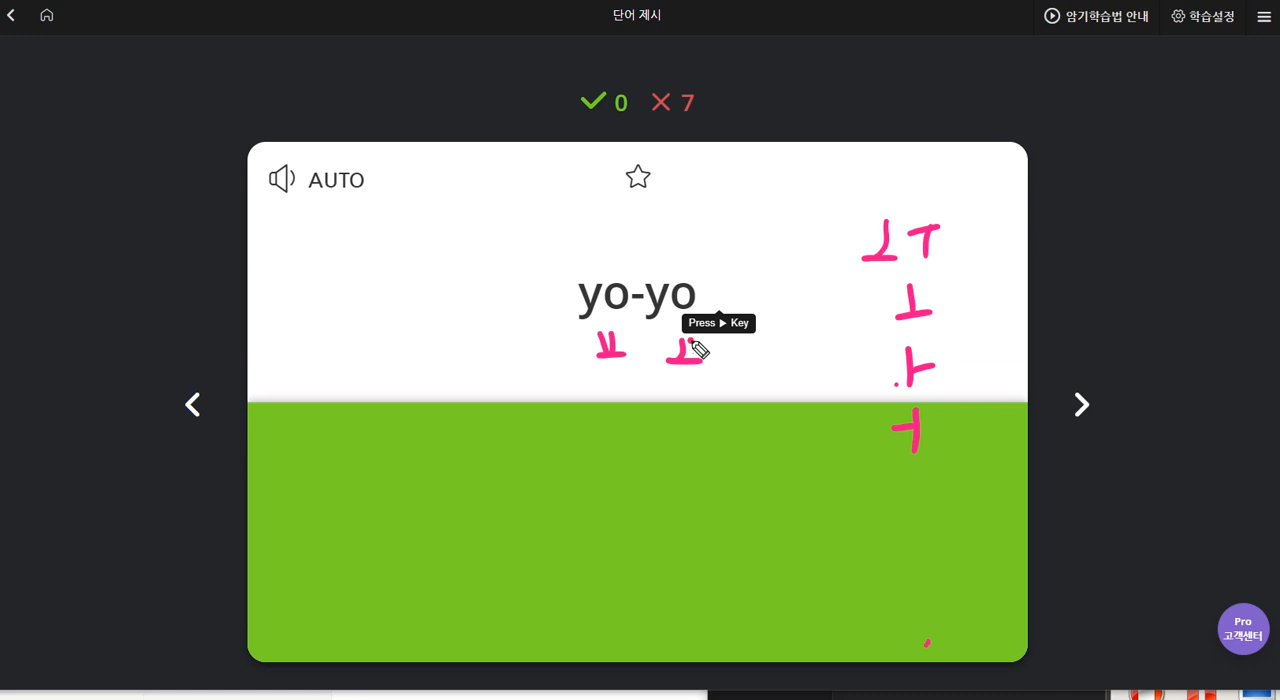 단어 제시
암기학습법 안내
학습설정
0 7
AUTO
yo-yo
Press ▶ Key
ㅛ
ㅜ
ㅗ
ㅏ
ㅓ
Pro
고객센터